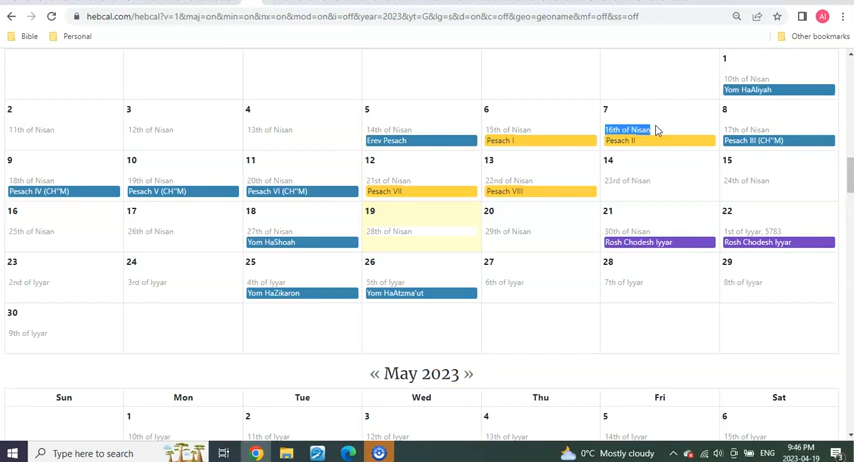 hebcal.com/hebcal?v=1&maj=on&min=on&nx=on&mod=on&i=off&year=2023&yt=G&lg=s&d=on&c=off&geo=geoname&mf=off&ss=off
Bible Personal Other bookmarks
1
10th of Nisan
Yom HaAliyah
2 3 4 5 6 7 8
11th of Nisan 12th of Nisan 13th of Nisan 14th of Nisan 15th of Nisan 16th of Nisan 17th of Nisan
Erev Pesach Pesach I Pesach II Pesach III (CH"M)
9 10 11 12 13 14 15
18th of Nisan 19th of Nisan 20th of Nisan 21st of Nisan 22nd of Nisan 23rd of Nisan 24th of Nisan
Pesach IV (CH"M) Pesach V (CH"M) Pesach VI (CH"M) Pesach VII Pesach VIII
16 17 18 19 20 21 22
25th of Nisan 26th of Nisan 27th of Nisan 28th of Nisan 29th of Nisan 30th of Nisan 1st of Iyyar, 5783
Yom HaShoah Rosh Chodesh Iyyar Rosh Chodesh Iyyar
23 24 25 26 27 28 29
2nd of Iyyar 3rd of Iyyar 4th of Iyyar 5th of Iyyar 6th of Iyyar 7th of Iyyar 8th of Iyyar
Yom HaZikaron Yom HaAtzma'ut
30
9th of Iyyar
« May 2023 »
Sun Mon Tue Wed Thu Fri Sat
1 2 3 4 5 6
10th of Iyyar 11th of Iyyar 12th of Iyyar 13th of Iyyar 14th of Iyyar 15th of Iyyar
Type here to search 0°C Mostly cloudy ENG 9:46 PM
2023-04-19